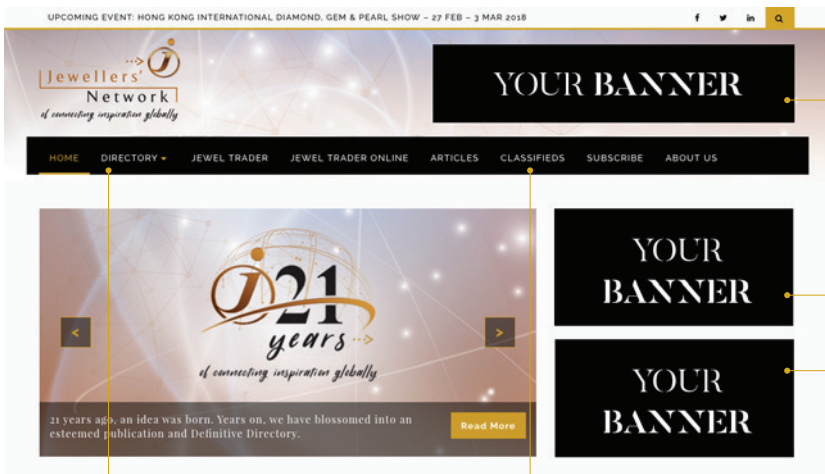 UPCOMING EVENT: HONG KONG INTERNATIONAL DIAMOND, GEM & PEARL SHOW – 27 FEB – 3 MAR 2018
f in
Jewellers'
Network
of connecting inspiration globally
YOUR BANNER
HOME DIRECTORY JEWEL TRADER JEWEL TRADER ONLINE ARTICLES CLASSIFIEDS SUBSCRIBE ABOUT US
j 21
years
of connecting inspiration globally
< >
21 years ago, an idea was born. Years on, we have blossomed into an
esteemed publication and Definitive Directory.
Read More
YOUR
BANNER
YOUR
BANNER